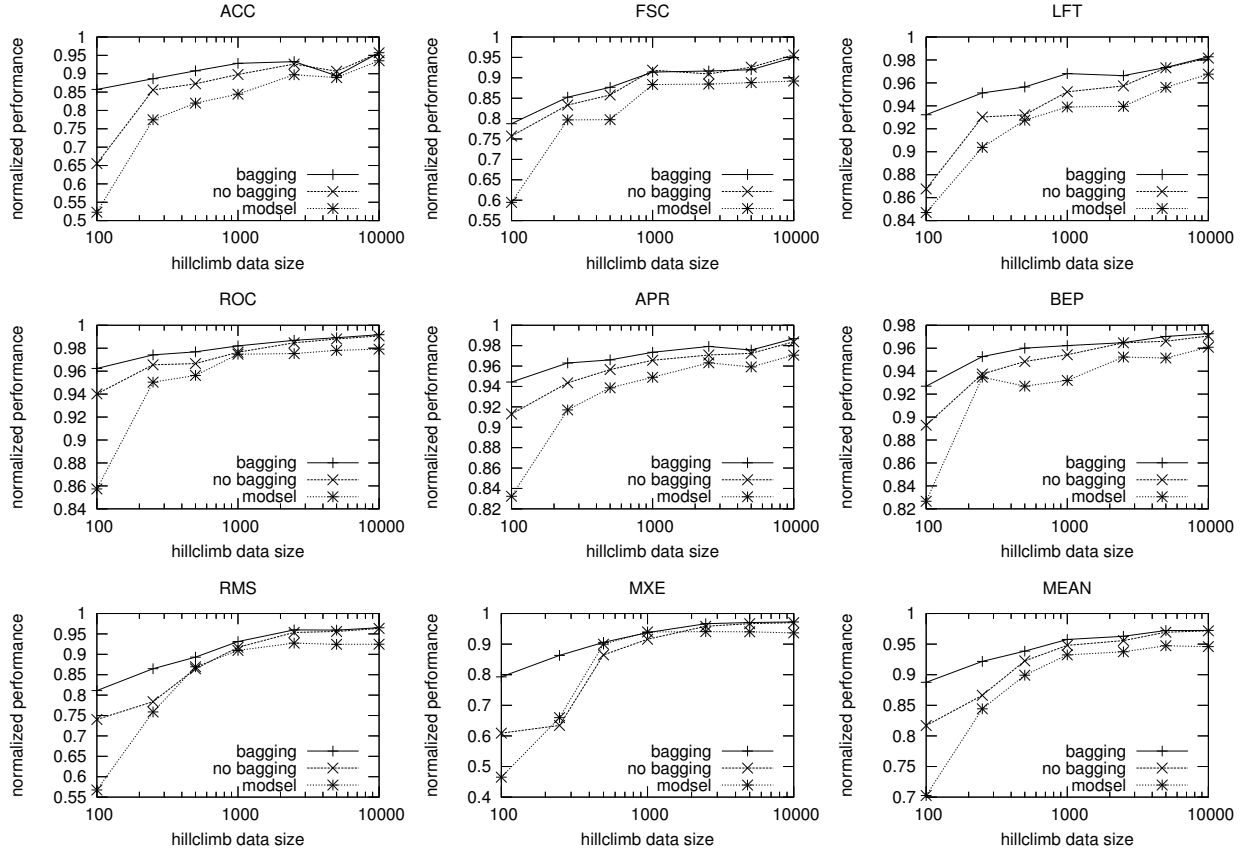 ACC
normalized performance
1
0.95
0.9
0.85
0.8
0.75
0.7
0.65
0.6
0.55
0.5
bagging
no bagging
modsel
100 1000 10000
hillclimb data size
FSC
normalized performance
1
0.95
0.9
0.85
0.8
0.75
0.7
0.65
0.6
0.55
bagging
no bagging
modsel
100 1000 10000
hillclimb data size
LFT
normalized performance
1
0.98
0.96
0.94
0.92
0.9
0.88
0.86
0.84
bagging
no bagging
modsel
100 1000 10000
hillclimb data size
ROC
normalized performance
1
0.98
0.96
0.94
0.92
0.9
0.88
0.86
0.84
bagging
no bagging
modsel
100 1000 10000
hillclimb data size
APR
normalized performance
1
0.98
0.96
0.94
0.92
0.9
0.88
0.86
0.84
0.82
bagging
no bagging
modsel
100 1000 10000
hillclimb data size
BEP
normalized performance
0.98
0.96
0.94
0.92
0.9
0.88
0.86
0.84
0.82
bagging
no bagging
modsel
100 1000 10000
hillclimb data size
RMS
normalized performance
1
0.95
0.9
0.85
0.8
0.75
0.7
0.65
0.6
0.55
bagging
no bagging
modsel
100 1000 10000
hillclimb data size
MXE
normalized performance
1
0.9
0.8
0.7
0.6
0.5
0.4
bagging
no bagging
modsel
100 1000 10000
hillclimb data size
MEAN
normalized performance
1
0.95
0.9
0.85
0.8
0.75
0.7
bagging
no bagging
modsel
100 1000 10000
hillclimb data size